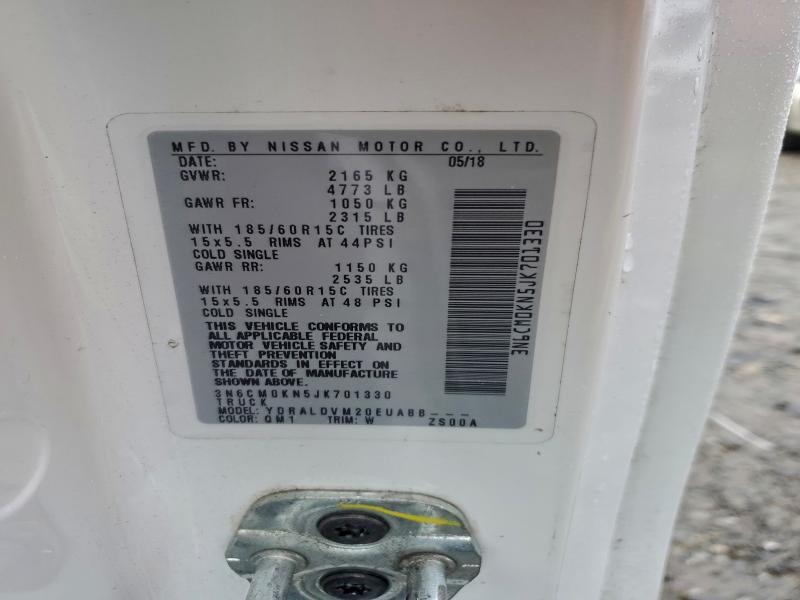 MFD. BY NISSAN MOTOR CO., LTD.
DATE: 05/18
GVWR: 2165 KG
4773 LB
GAWR FR: 1050 KG
2315 LB
WITH 185/60R15C TIRES
15x5.5 RIMS AT 44PSI
COLD SINGLE
GAWR RR: 1150 KG
2535 LB
WITH 185/60R15C TIRES
15x5.5 RIMS AT 48 PSI
COLD SINGLE
THIS VEHICLE CONFORMS TO
ALL APPLICABLE FEDERAL
MOTOR VEHICLE SAFETY AND
THEFT PREVENTION
STANDARDS IN EFFECT ON
THE DATE OF MANUFACTURE
SHOWN ABOVE.
3N6CM0KN5JK701330
TRUCK
MODEL: YDRALDVM20EUABB---
COLOR: QM1 TRIM: W ZS00A
3N6CM0KN5JK701330